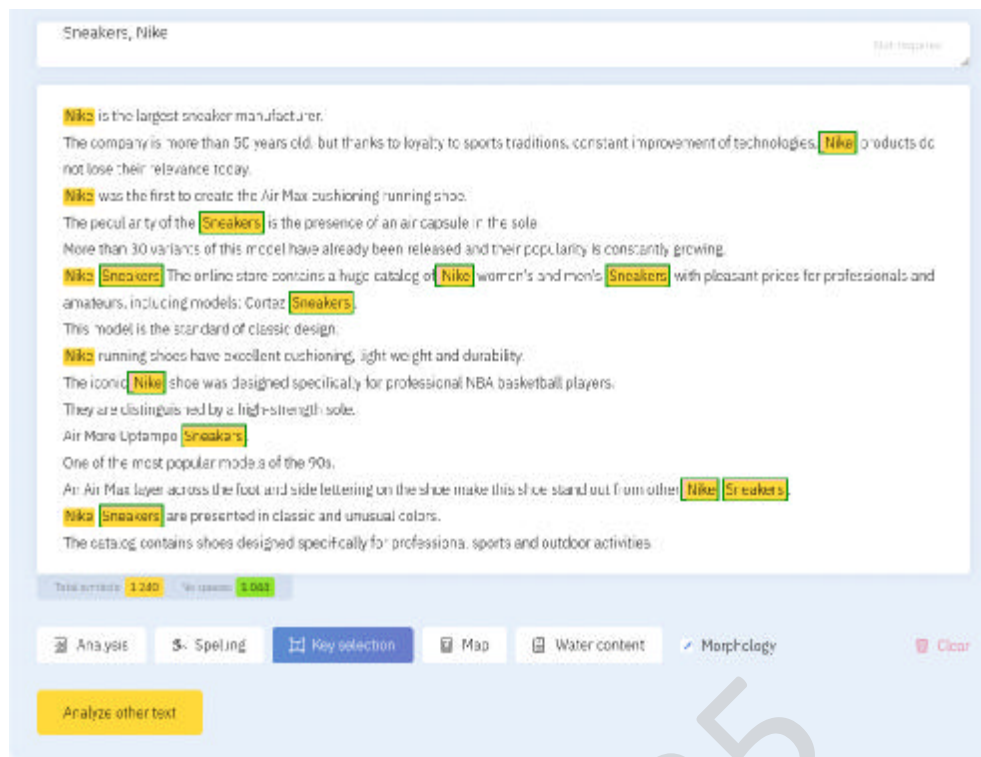 Sneakers, Nike
Not required
Nike is the largest sneaker manufacturer.
The company is more than 50 years old, but thanks to loyalty to sports traditions, constant improvement of technologies, Nike products do
not lose their relevance today.
Nike was the first to create the Air Max cushioning running shoe.
The peculiarity of the Sneakers is the presence of an air capsule in the sole
More than 30 variants of this model have already been released and their popularity is constantly growing.
Nike Sneakers The online store contains a huge catalog of Nike women's and men's Sneakers with pleasant prices for professionals and
amateurs, including models: Cortez Sneakers.
This model is the standard of classic design.
Nike running shoes have excellent cushioning, light weight and durability.
The iconic Nike shoe was designed specifically for professional NBA basketball players.
They are distinguished by a high-strength sole.
Air More Uptempo Sneakers
One of the most popular models of the 90s.
An Air Max layer across the foot and side lettering on the shoe make this shoe stand out from other Nike Sneakers.
Nike Sneakers are presented in classic and unusual colors.
The catalog contains shoes designed specifically for professional sports and outdoor activities
Total symbols 1 240 No spaces
Analysis Spelling Key selection Map Water content Morphology Clear
Analyze other text